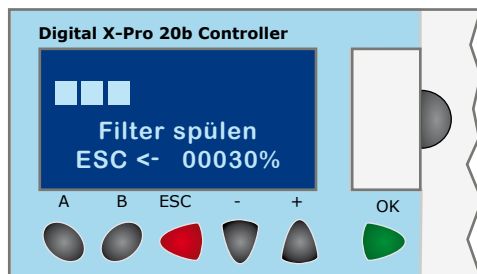 Digital X-Pro 20b Controller
Filter spülen
ESC <- 00030%
A B ESC - + OK